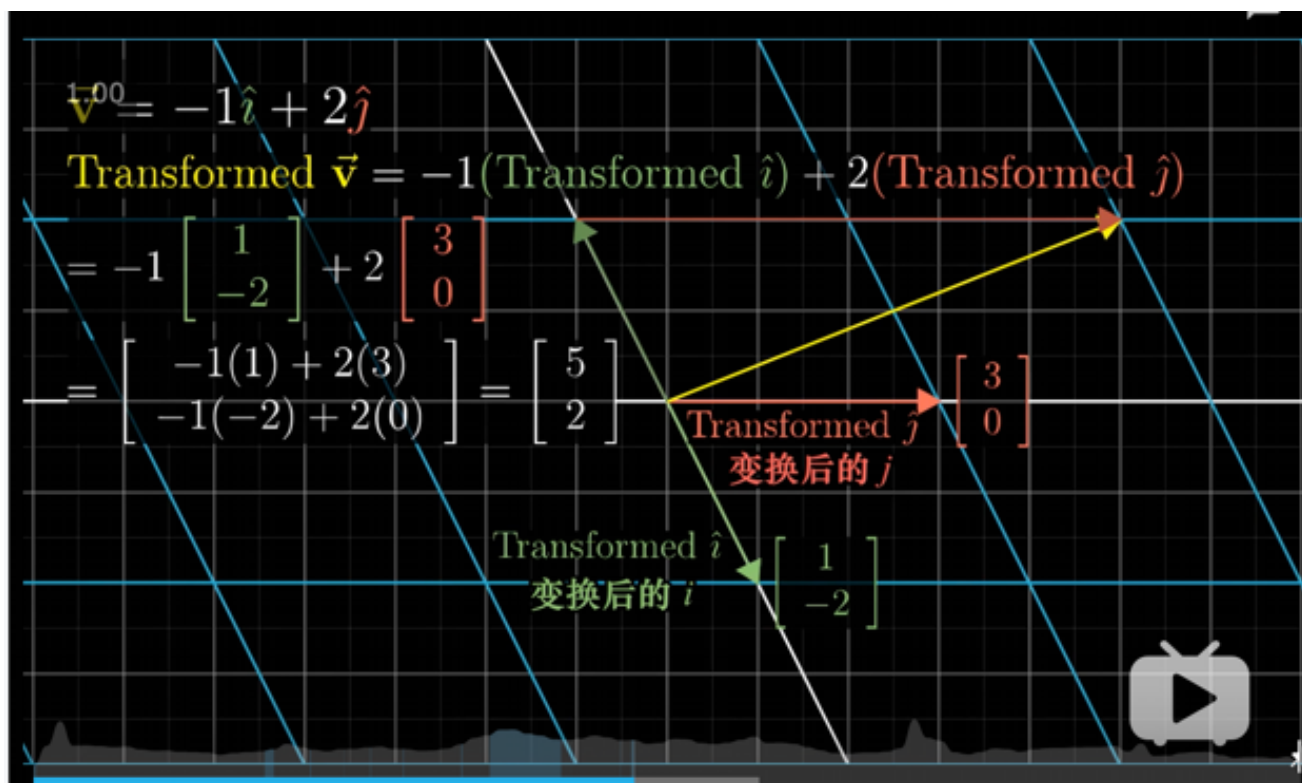 1.00
v⃗ = −1î + 2ĵ
Transformed v⃗ = −1(Transformed î) + 2(Transformed ĵ)
= −1 [1 −2] + 2 [3 0]
= [−1(1) + 2(3) −1(−2) + 2(0)] = [5 2]
Transformed ĵ [3 0]
变换后的 j
Transformed î [1 −2]
变换后的 i